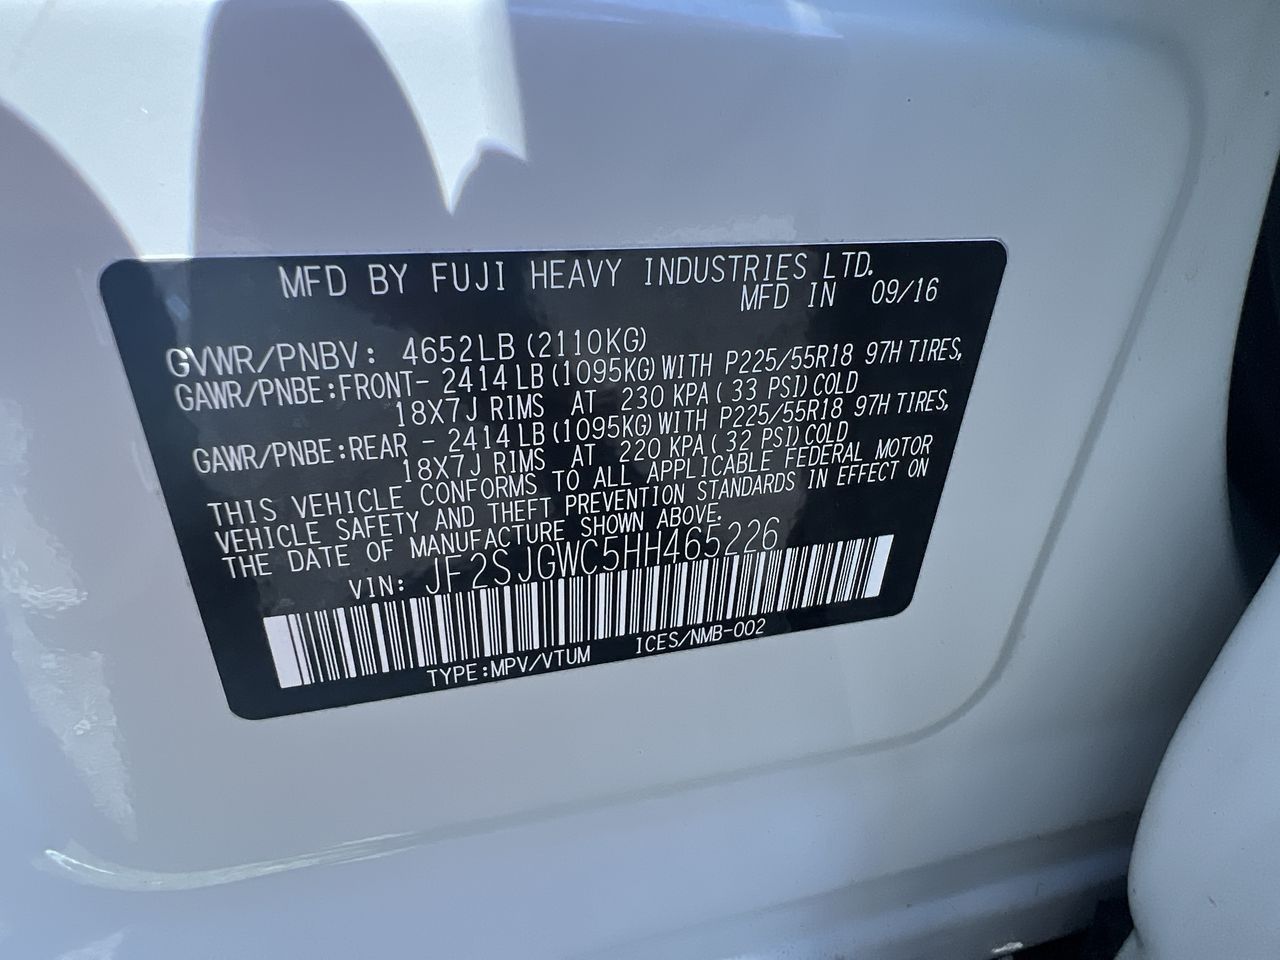 MFD BY FUJI HEAVY INDUSTRIES LTD.
MFD IN 09/16
GVWR/PNBV: 4652LB (2110KG)
GAWR/PNBE:FRONT- 2414LB (1095KG) WITH P225/55R18 97H TIRES,
18X7J RIMS AT 230 KPA (33 PSI) COLD
GAWR/PNBE:REAR - 2414LB (1095KG) WITH P225/55R18 97H TIRES,
18X7J RIMS AT 220 KPA (32 PSI) COLD
THIS VEHICLE CONFORMS TO ALL APPLICABLE FEDERAL MOTOR
VEHICLE SAFETY AND THEFT PREVENTION STANDARDS IN EFFECT ON
THE DATE OF MANUFACTURE SHOWN ABOVE.
VIN: JF2SJGWC5HH465226
TYPE:MPV/VTUM ICES/NMB-002